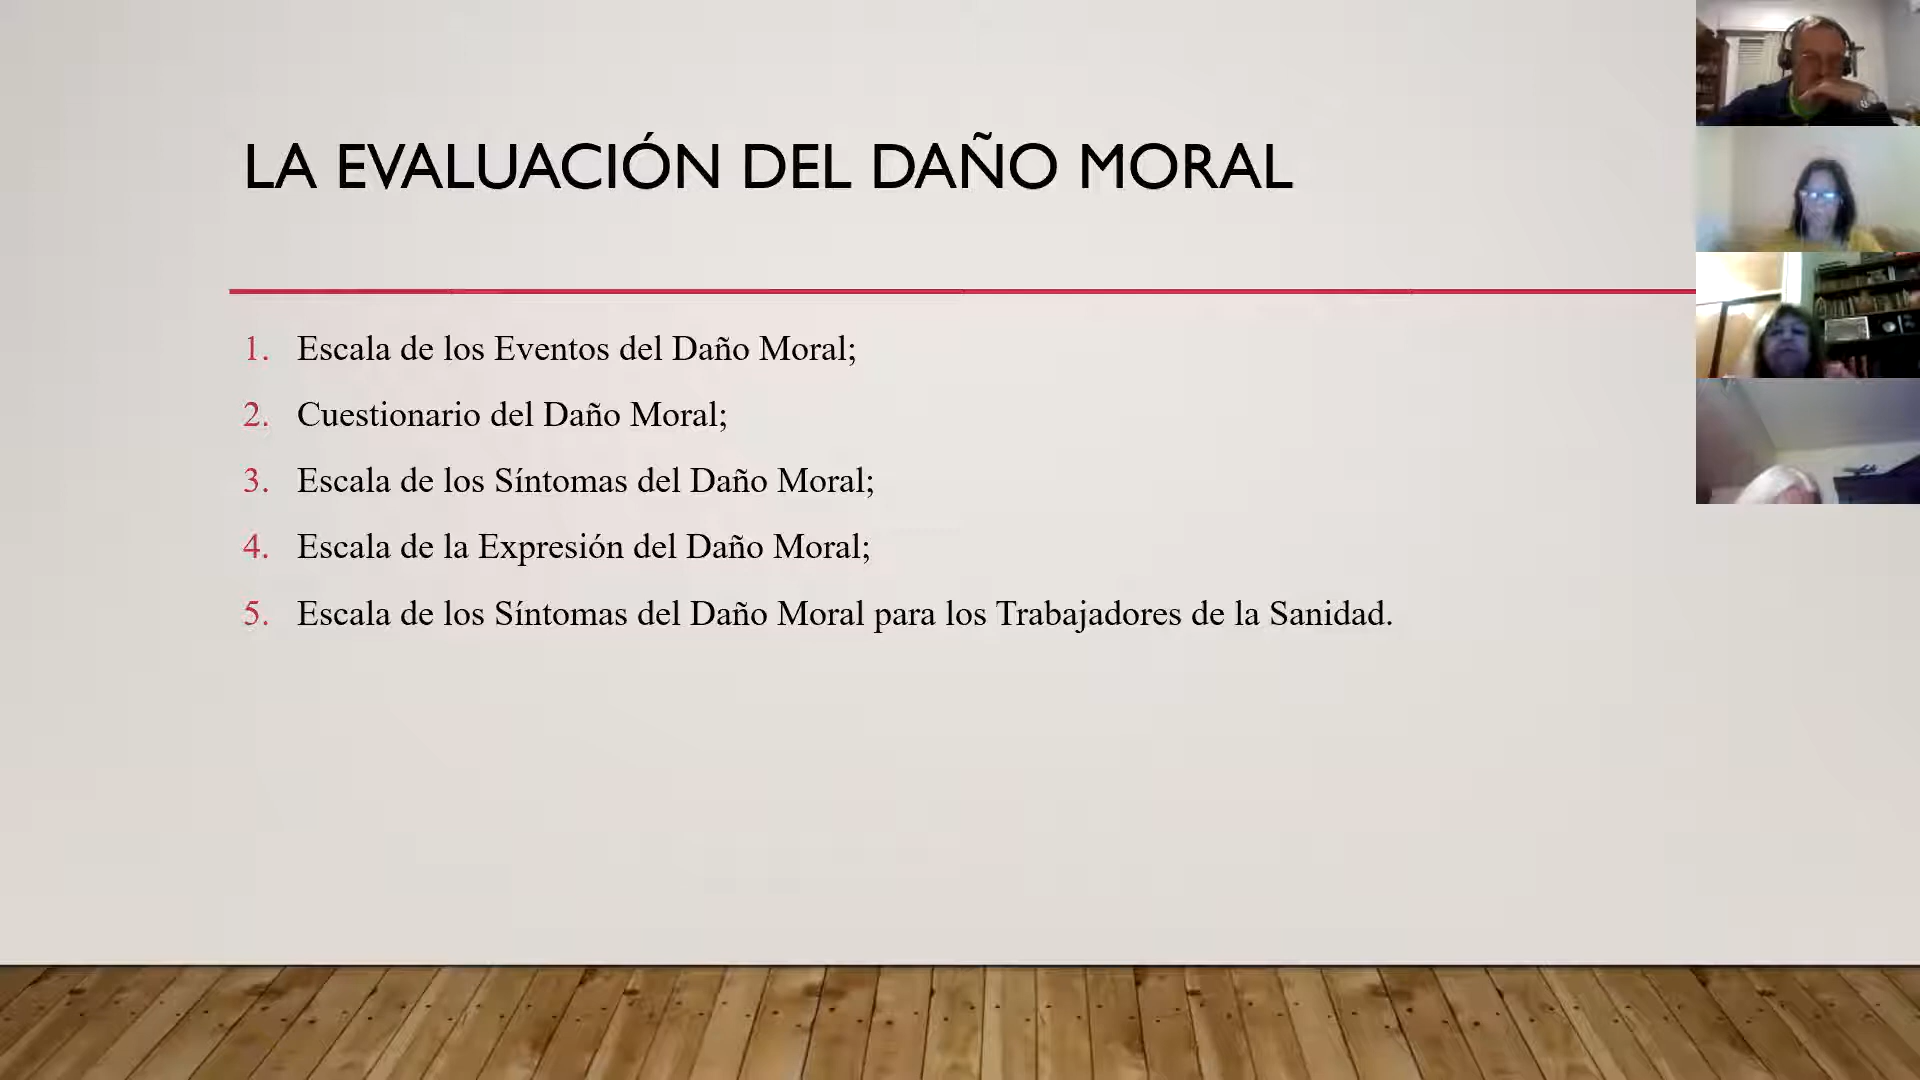 LA EVALUACIÓN DEL DAÑO MORAL
1. Escala de los Eventos del Daño Moral;
2. Cuestionario del Daño Moral;
3. Escala de los Síntomas del Daño Moral;
4. Escala de la Expresión del Daño Moral;
5. Escala de los Síntomas del Daño Moral para los Trabajadores de la Sanidad.